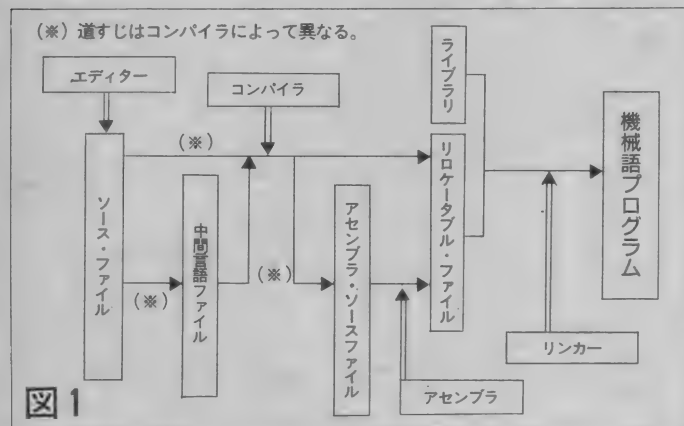 (※)道すじはコンパイラによって異なる。
エディター
コンパイラ
ライブラリ
機械語プログラム
(※)
ソース・ファイル
中間言語ファイル
(※)
(※)
アセンブラ・ソースファイル
リロケータブル・ファイル
リンカー
アセンブラ
図1